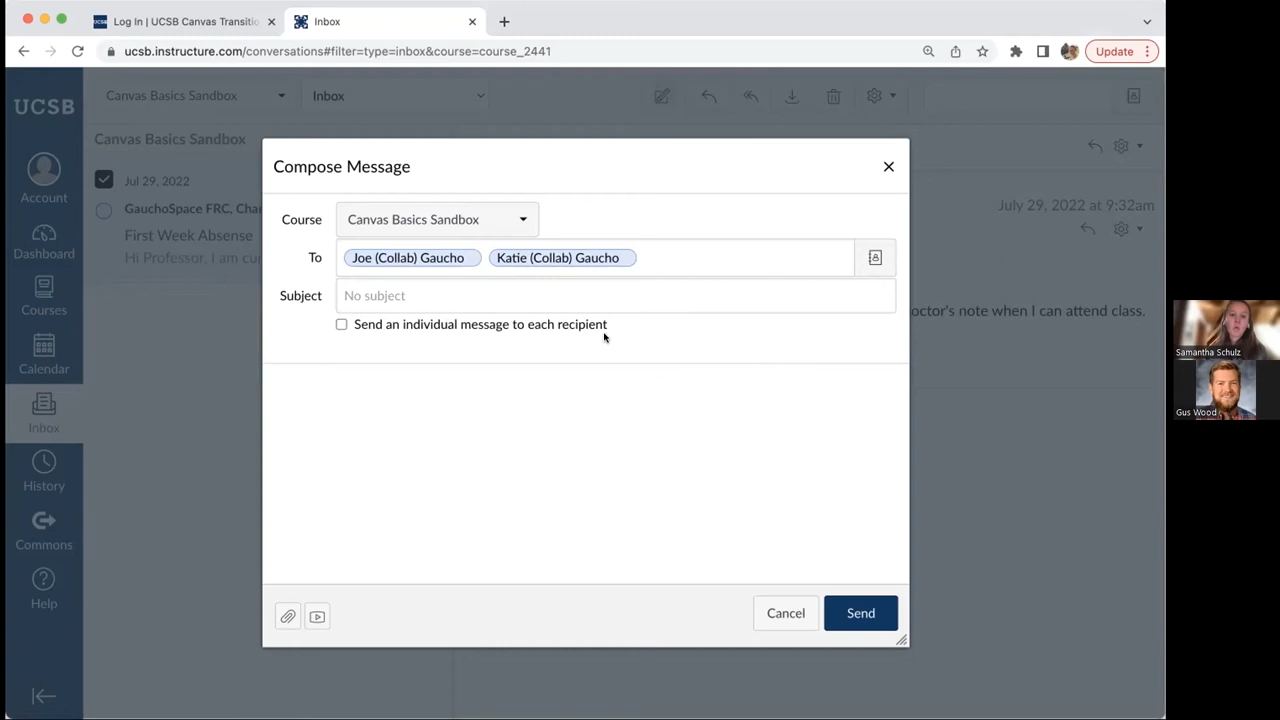 Log In | UCSB Canvas Transitio
Inbox
ucsb.instructure.com/conversations#filter=type=inbox&course=course_2441
Update
UCSB
Canvas Basics Sandbox
Inbox
Canvas Basics Sandbox
Jul 29, 2022
GauchoSpace FRC, Cha
First Week Absense
Hi Professor, I am cu
July 29, 2022 at 9:32am
octor's note when I can attend class.
Account
Dashboard
Courses
Calendar
Inbox
History
Commons
Help
Compose Message
Course
Canvas Basics Sandbox
To
Joe (Collab) Gaucho
Katie (Collab) Gaucho
Subject
No subject
Send an individual message to each recipient
Cancel
Send
Samantha Schulz
Gus Wood